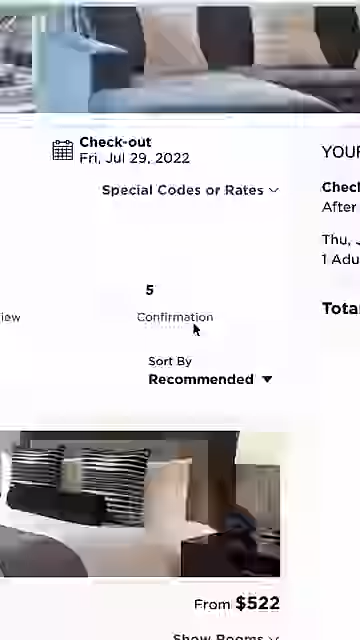 Check-out
Fri, Jul 29, 2022
Special Codes or Rates
YOUR
Check
After
Thu, J
1 Adu
5
iew
Confirmation
Total
Sort By
Recommended
From $522
Show Rooms